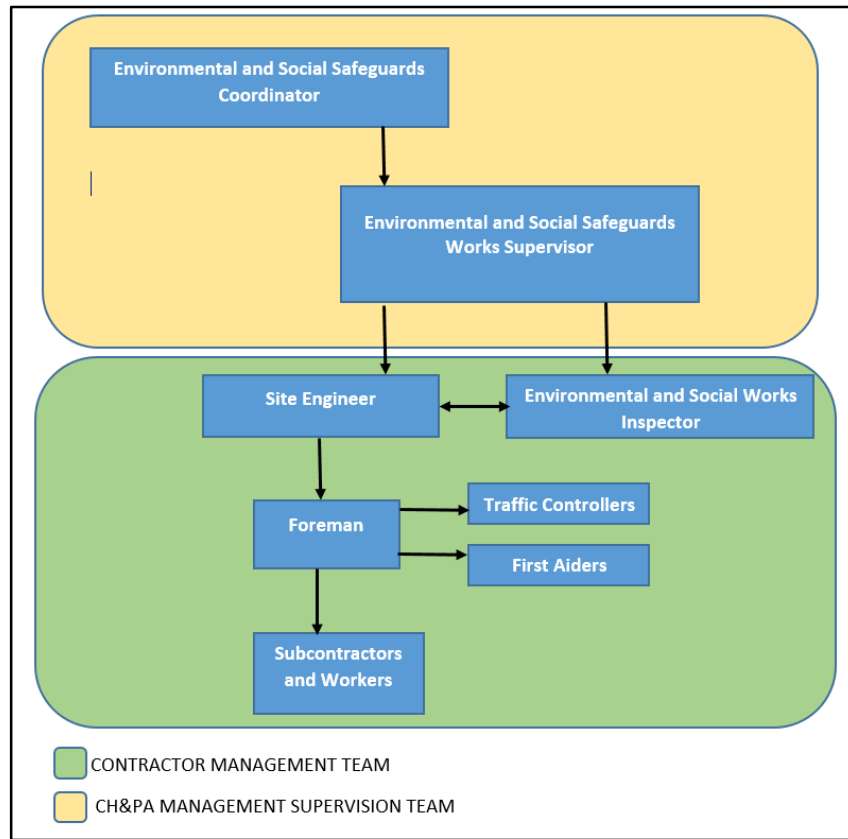 Environmental and Social Safeguards
Coordinator
Environmental and Social Safeguards
Works Supervisor
Site Engineer
Environmental and Social Works
Inspector
Foreman
Traffic Controllers
First Aiders
Subcontractors
and Workers
CONTRACTOR MANAGEMENT TEAM
CH&PA MANAGEMENT SUPERVISION TEAM